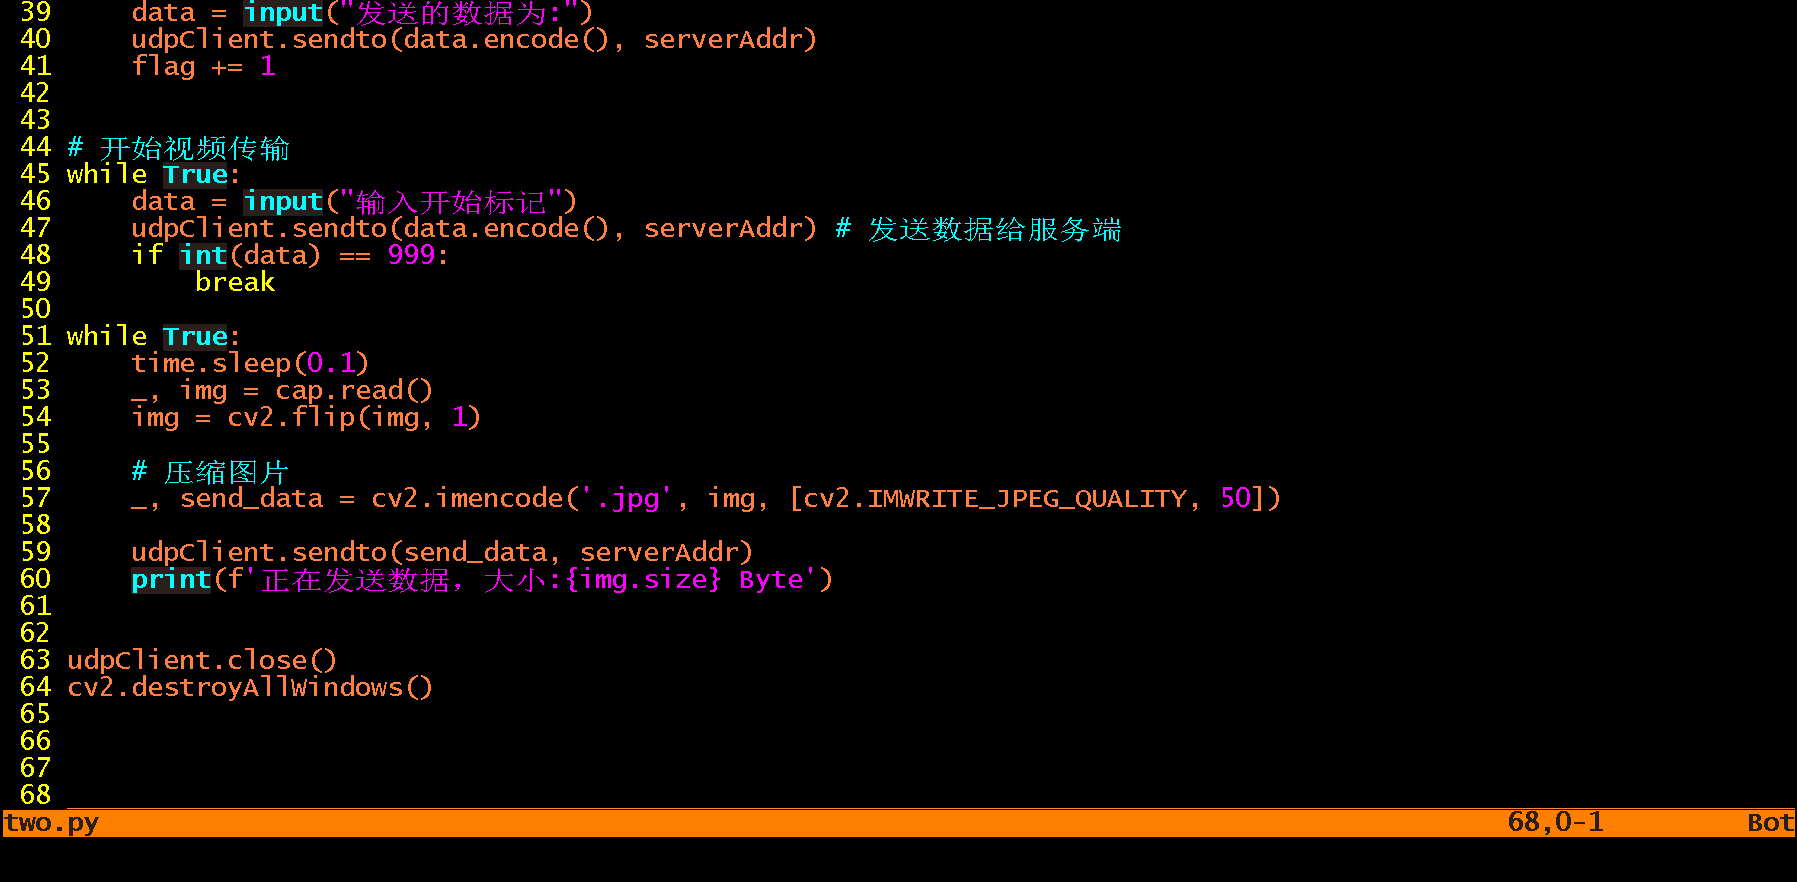 39     data = input("发送的数据为:")
40     udpClient.sendto(data.encode(), serverAddr)
41     flag += 1
42
43
44 # 开始视频传输
45 while True:
46     data = input("输入开始标记")
47     udpClient.sendto(data.encode(), serverAddr) # 发送数据给服务端
48     if int(data) == 999:
49         break
50
51 while True:
52     time.sleep(0.1)
53     _, img = cap.read()
54     img = cv2.flip(img, 1)
55
56     # 压缩图片
57     _, send_data = cv2.imencode('.jpg', img, [cv2.IMWRITE_JPEG_QUALITY, 50])
58
59     udpClient.sendto(send_data, serverAddr)
60     print(f'正在发送数据，大小:{img.size} Byte')
61
62
63 udpClient.close()
64 cv2.destroyAllWindows()
65
66
67
68
two.py 68,0-1 Bot